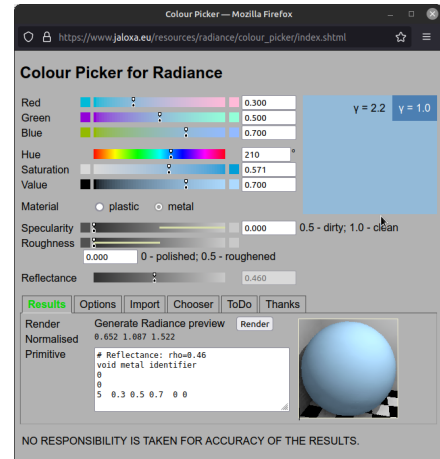 Colour Picker — Mozilla Firefox
https://www.jaloxa.eu/resources/radiance/colour_picker/index.shtml
Colour Picker for Radiance
Red 0.300
Green 0.500
Blue 0.700
γ = 2.2 γ = 1.0
Hue 210 °
Saturation 0.571
Value 0.700
Material plastic metal
Specularity 0.000 0.5 - dirty; 1.0 - clean
Roughness
0.000 0 - polished; 0.5 - roughened
Reflectance 0.460
Results Options Import Chooser ToDo Thanks
Render Generate Radiance preview Render
Normalised 0.652 1.087 1.522
Primitive # Reflectance: rho=0.46
void metal identifier
0
0
5 0.3 0.5 0.7 0 0
NO RESPONSIBILITY IS TAKEN FOR ACCURACY OF THE RESULTS.